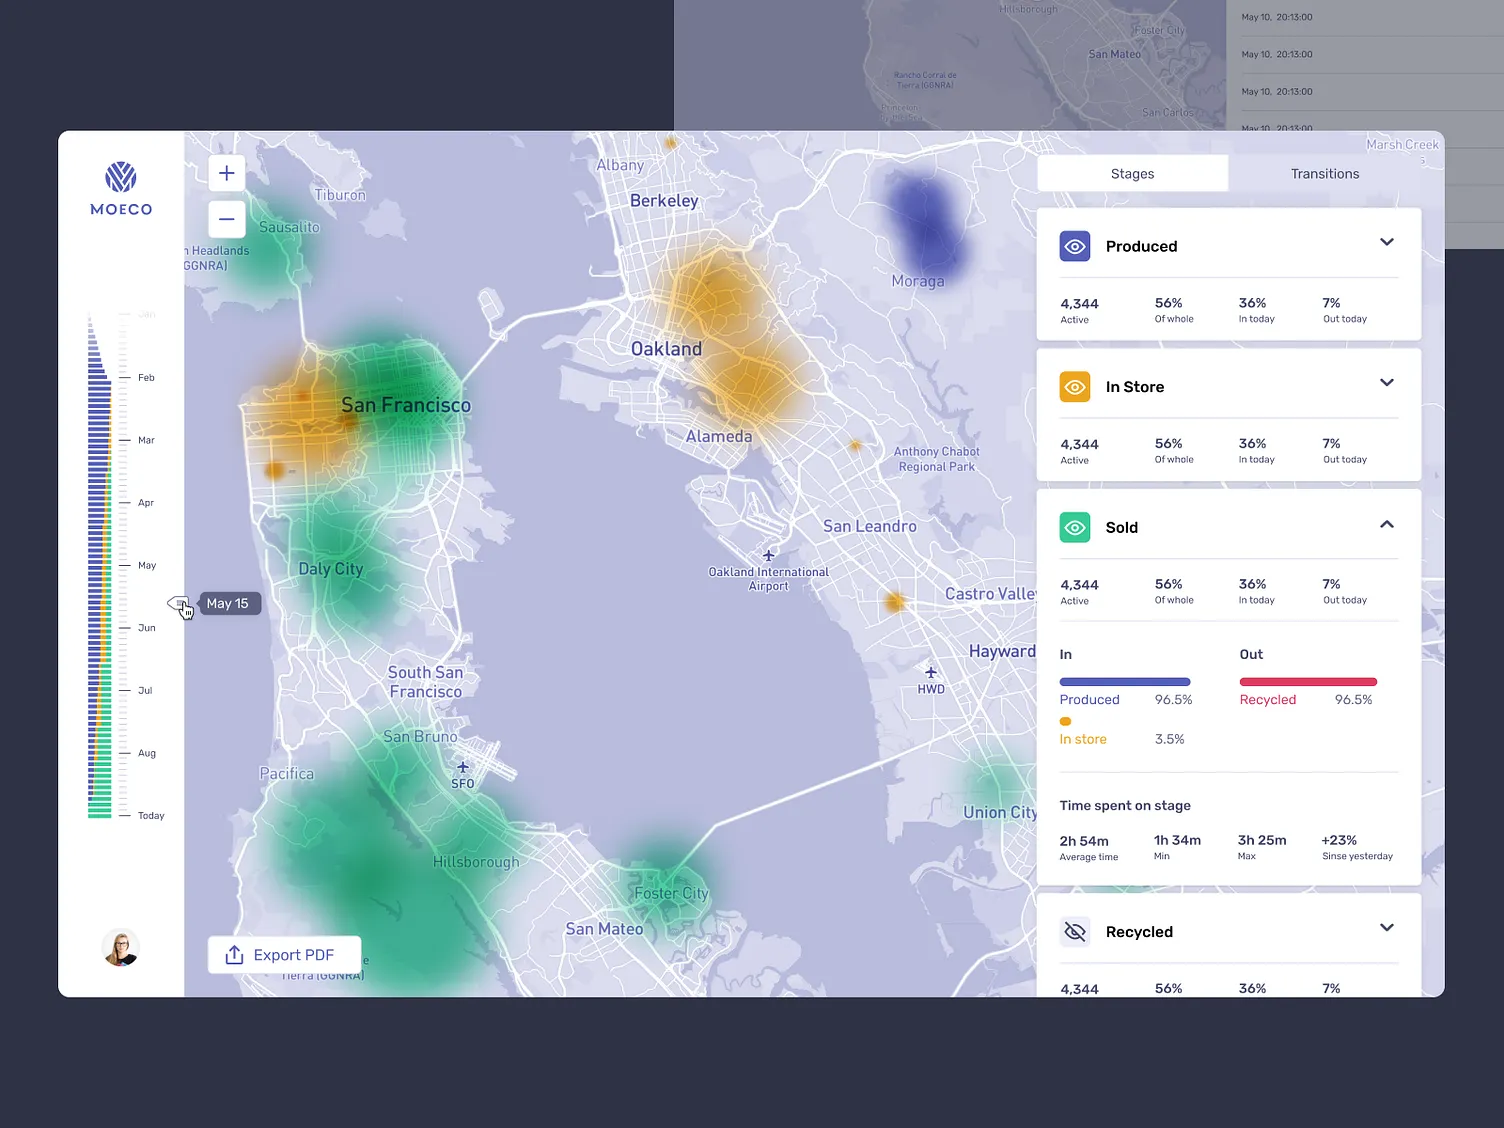 Hillsborough
Foster City
San Mateo
Rancho Corral de
Tierra (GGNRA)
Princeton
San Carlos
May 10, 20:13:00
May 10, 20:13:00
May 10, 20:13:00
May 10, 20:13:00
MOECO
Jan
Feb
Mar
Apr
May
Jun
Jul
Aug
Today
May 15
+
−
Tiburon
Sausalito
n Headlands
GGNRA)
Albany
Berkeley
Moraga
Marsh Creek
s
Oakland
San Francisco
Alameda
Anthony Chabot
Regional Park
San Leandro
Daly City
Oakland International
Airport
Castro Valley
Hayward
HWD
South San
Francisco
San Bruno
SFO
Pacifica
Union City
Hillsborough
Foster City
San Mateo
Export PDF
e
Tierra (GGNRA)
Stages
Transitions
Produced
4,344 56% 36% 7%
Active Of whole In today Out today
In Store
4,344 56% 36% 7%
Active Of whole In today Out today
Sold
4,344 56% 36% 7%
Active Of whole In today Out today
In Out
Produced 96.5% Recycled 96.5%
In store 3.5%
Time spent on stage
2h 54m 1h 34m 3h 25m +23%
Average time Min Max Sinse yesterday
Recycled
4,344 56% 36% 7%